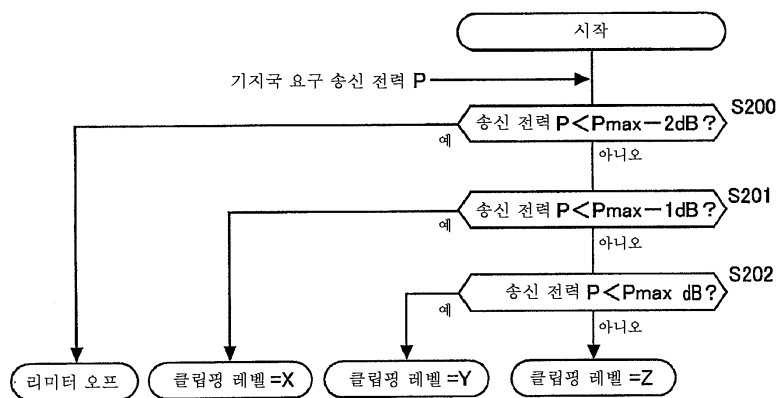 시작
기지국 요구 송신 전력 P
S200
송신 전력 P<Pmax-2dB?
예
아니오
S201
송신 전력 P<Pmax-1dB?
예
아니오
S202
송신 전력 P<Pmax dB?
예
아니오
리미터 오프
클립핑 레벨=X
클립핑 레벨=Y
클립핑 레벨=Z